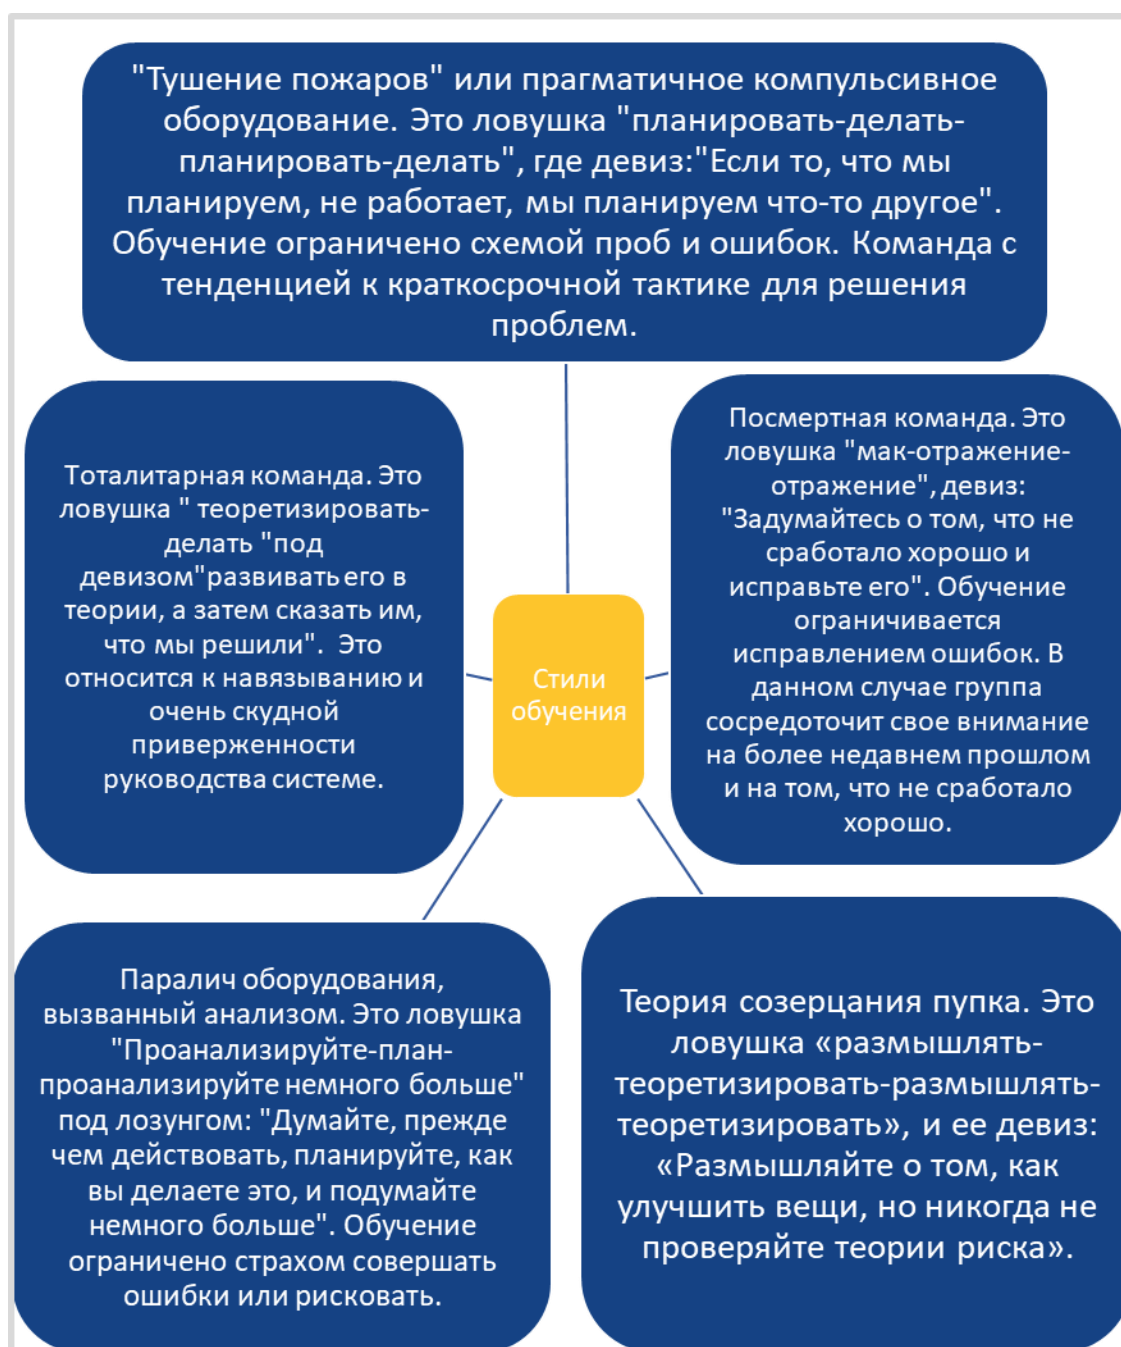 "Тушение пожаров" или прагматичное компульсивное
оборудование. Это ловушка "планировать-делать-
планировать-делать", где девиз:"Если то, что мы
планируем, не работает, мы планируем что-то другое".
Обучение ограничено схемой проб и ошибок. Команда с
тенденцией к краткосрочной тактике для решения
проблем.
Тоталитарная команда. Это
ловушка " теоретизировать-
делать "под
девизом"развивать его в
теории, а затем сказать им,
что мы решили".  Это
относится к навязыванию и
очень скудной
приверженности
руководства системе.
Стили
обучения
Посмертная команда. Это
ловушка "мак-отражение-
отражение", девиз:
"Задумайтесь о том, что не
сработало хорошо и
исправьте его". Обучение
ограничивается
исправлением ошибок. В
данном случае группа
сосредоточит свое внимание
на более недавнем прошлом
и на том, что не сработало
хорошо.
Паралич оборудования,
вызванный анализом. Это ловушка
"Проанализируйте-план-
проанализируйте немного больше"
под лозунгом: "Думайте, прежде
чем действовать, планируйте, как
вы делаете это, и подумайте
немного больше". Обучение
ограничено страхом совершать
ошибки или рисковать.
Теория созерцания пупка. Это
ловушка «размышлять-
теоретизировать-размышлять-
теоретизировать», и ее девиз:
«Размышляйте о том, как
улучшить вещи, но никогда не
проверяйте теории риска».